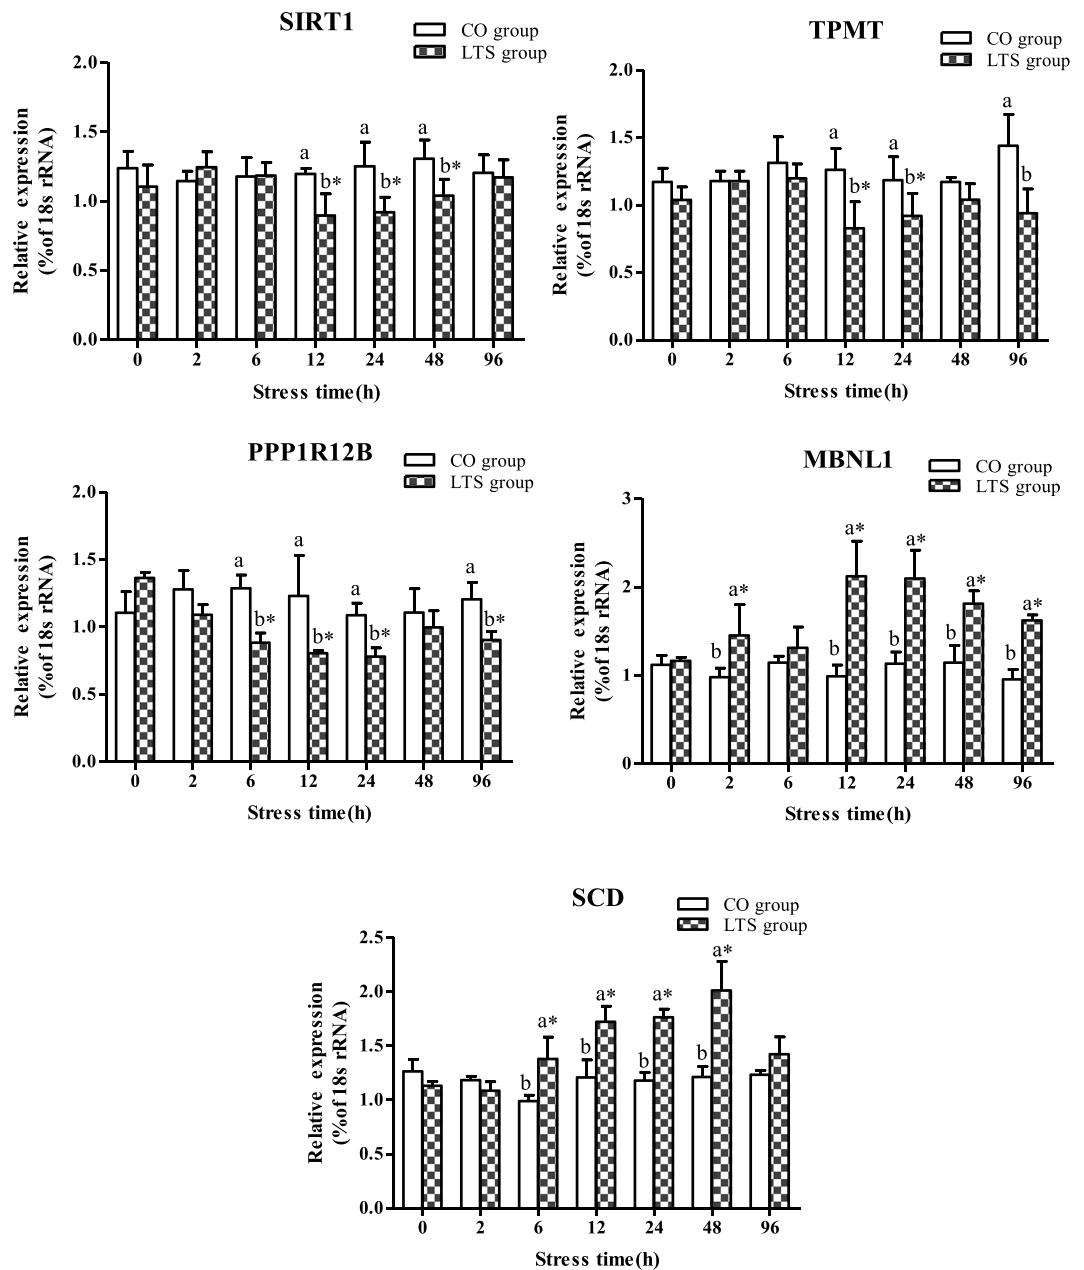 SIRT1
CO group
LTS group
Relative expression
(%of 18s rRNA)
2.0
1.5
1.0
0.5
0.0
a
b*
a
b*
a
b*
0 2 6 12 24 48 96
Stress time(h)
TPMT
CO group
LTS group
Relative expression
(%of 18s rRNA)
2.0
1.5
1.0
0.5
0.0
a
b*
a
b*
a
b
0 2 6 12 24 48 96
Stress time(h)
PPP1R12B
CO group
LTS group
Relative expression
(%of 18s rRNA)
2.0
1.5
1.0
0.5
0.0
a
b*
a
b*
a
b*
a
b*
0 2 6 12 24 48 96
Stress time(h)
MBNL1
CO group
LTS group
Relative expression
(%of 18s rRNA)
3
2
1
0
b
a*
b
a*
b
a*
b
a*
b
a*
0 2 6 12 24 48 96
Stress time(h)
SCD
CO group
LTS group
Relative expression
(%of 18s rRNA)
2.5
2.0
1.5
1.0
0.5
0.0
b
a*
b
a*
b
a*
b
a*
0 2 6 12 24 48 96
Stress time(h)